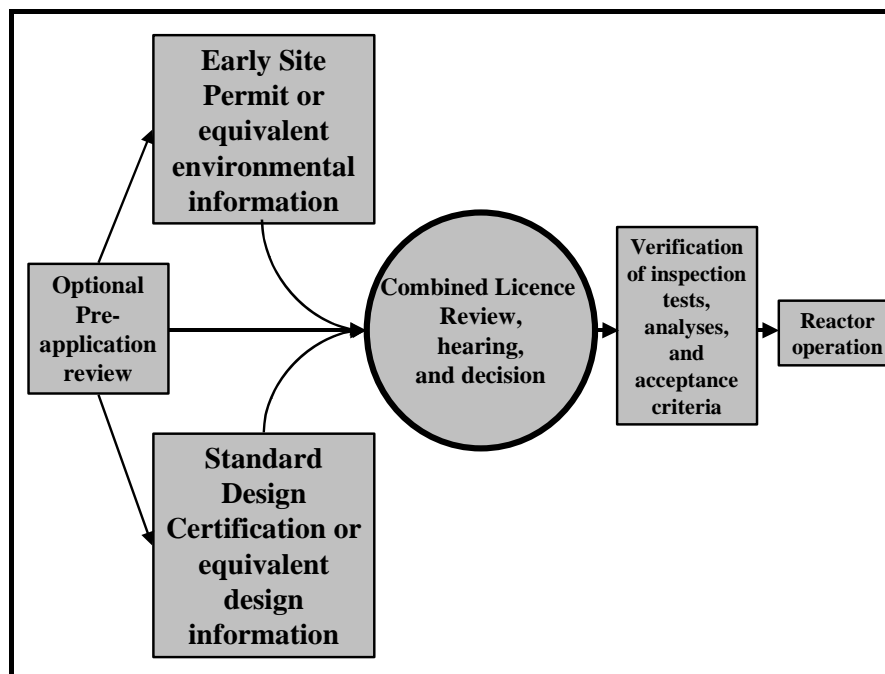 Early Site
Permit or
equivalent
environmental
information
Optional
Pre-
application
review
Combined Licence
Review,
hearing,
and decision
Verification
of inspection
tests,
analyses,
and
acceptance
criteria
Reactor
operation
Standard
Design
Certification or
equivalent
design
information